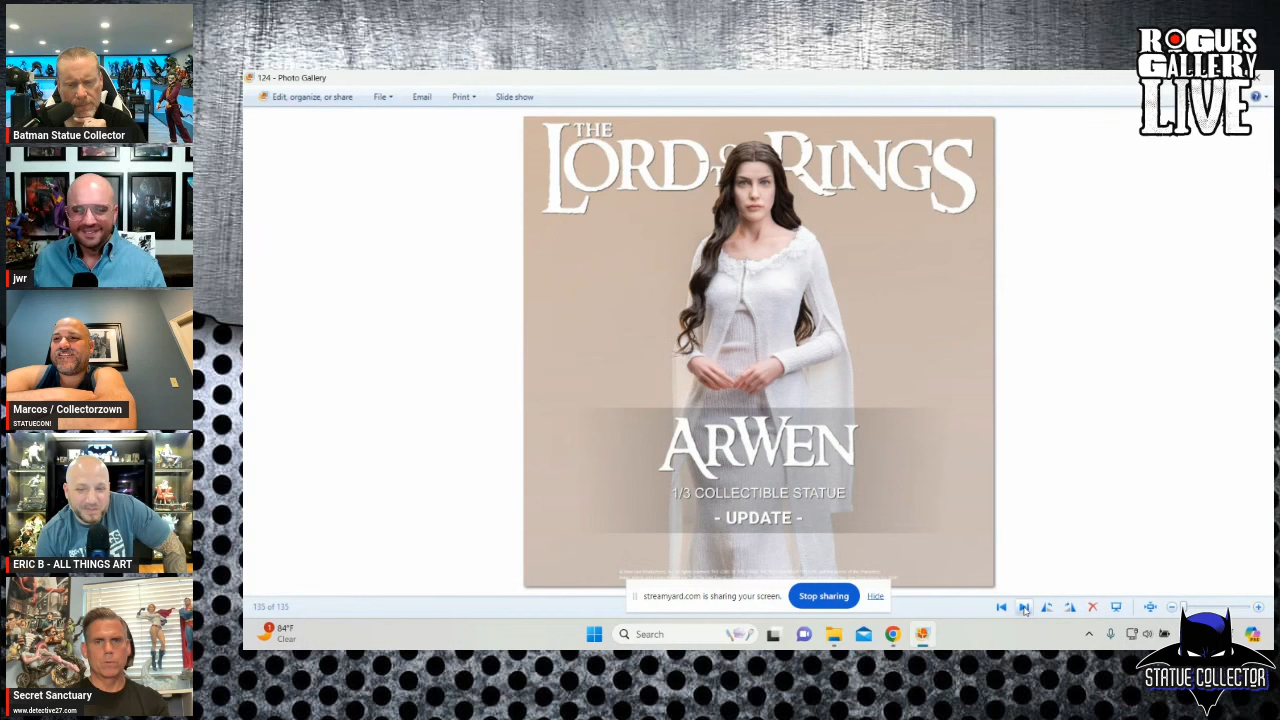 Batman Statue Collector
jwr
Marcos / Collectorzown
STATUECON!
ERIC B - ALL THINGS ART
Secret Sanctuary
www.detective27.com
124 - Photo Gallery
Edit, organize, or share
File
Email
Print
Slide show
THE
LORD OF
THE RINGS
ARWEN
1/3 COLLECTIBLE STATUE
- UPDATE -
streamyard.com is sharing your screen.
Stop sharing
Hide
135 of 135
1
84°F
Clear
Search
ROGUES
GALLERY
LIVE
STATUE COLLECTOR